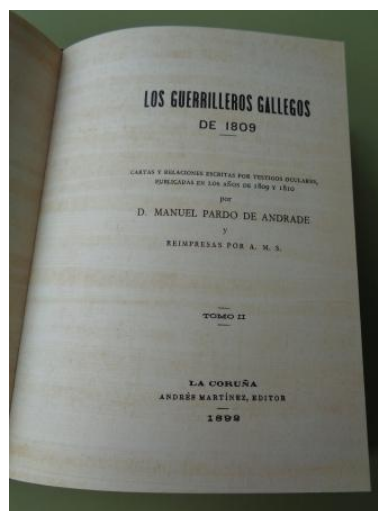 LOS GUERRILLEROS GALLEGOS
DE 1809
CARTAS Y RELACIONES ESCRITAS POR TESTIGOS OCULARES,
PUBLICADAS EN LOS AÑOS DE 1809 Y 1810
por
D. MANUEL PARDO DE ANDRADE
y
REIMPRESAS POR A. M. S.
TOMO II
LA CORUÑA
ANDRÉS MARTÍNEZ, EDITOR
1892